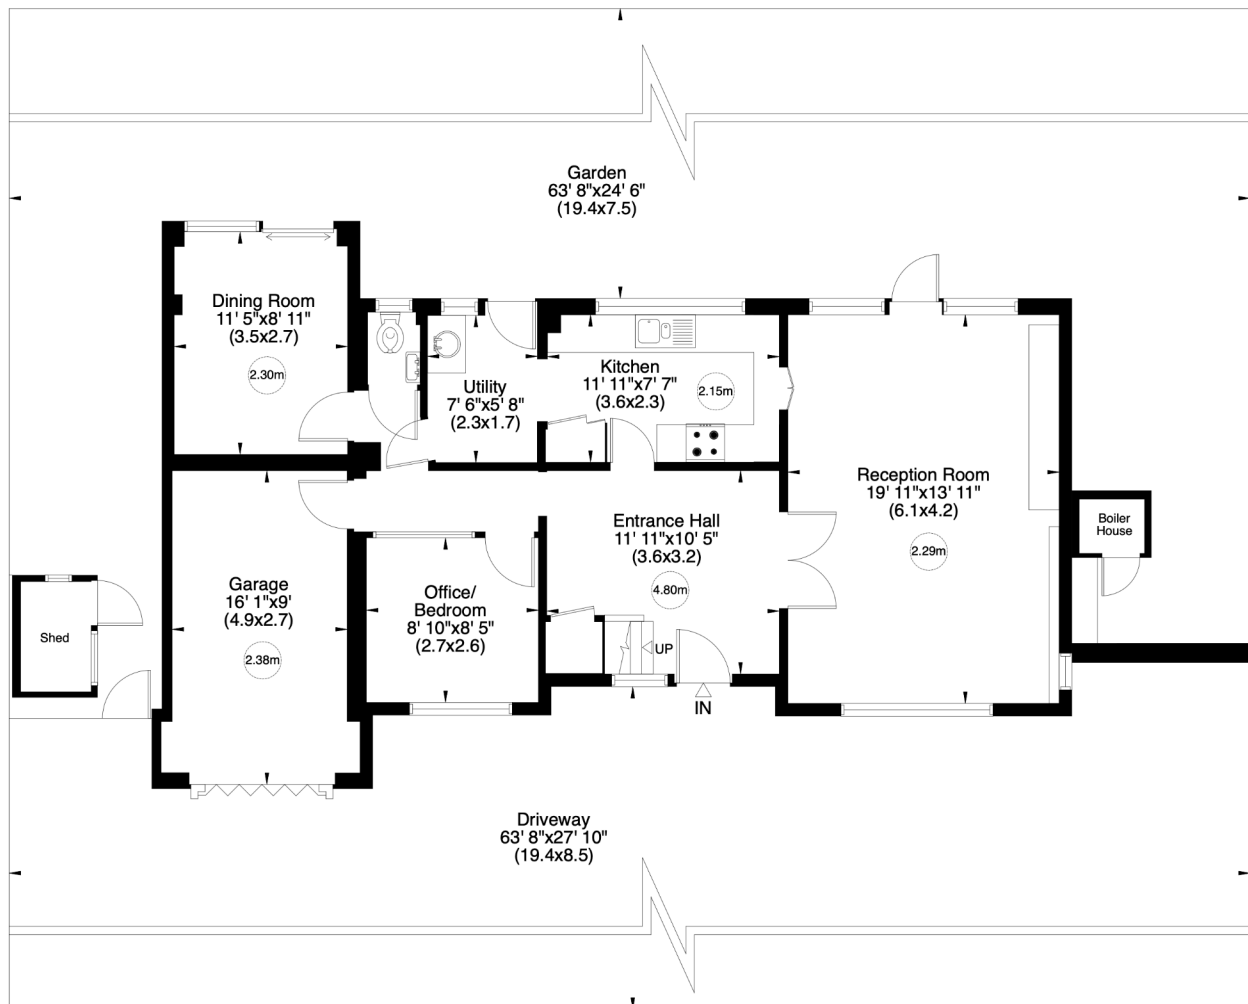 Garden
63' 8"x24' 6"
(19.4x7.5)
Dining Room
11' 5"x8' 11"
(3.5x2.7)
2.30m
Utility
7' 6"x5' 8"
(2.3x1.7)
Kitchen
11' 11"x7' 7"
(3.6x2.3)
2.15m
Reception Room
19' 11"x13' 11"
(6.1x4.2)
2.29m
Boiler
House
Entrance Hall
11' 11"x10' 5"
(3.6x3.2)
4.80m
UP
IN
Office/
Bedroom
8' 10"x8' 5"
(2.7x2.6)
Garage
16' 1"x9'
(4.9x2.7)
2.38m
Shed
Driveway
63' 8"x27' 10"
(19.4x8.5)